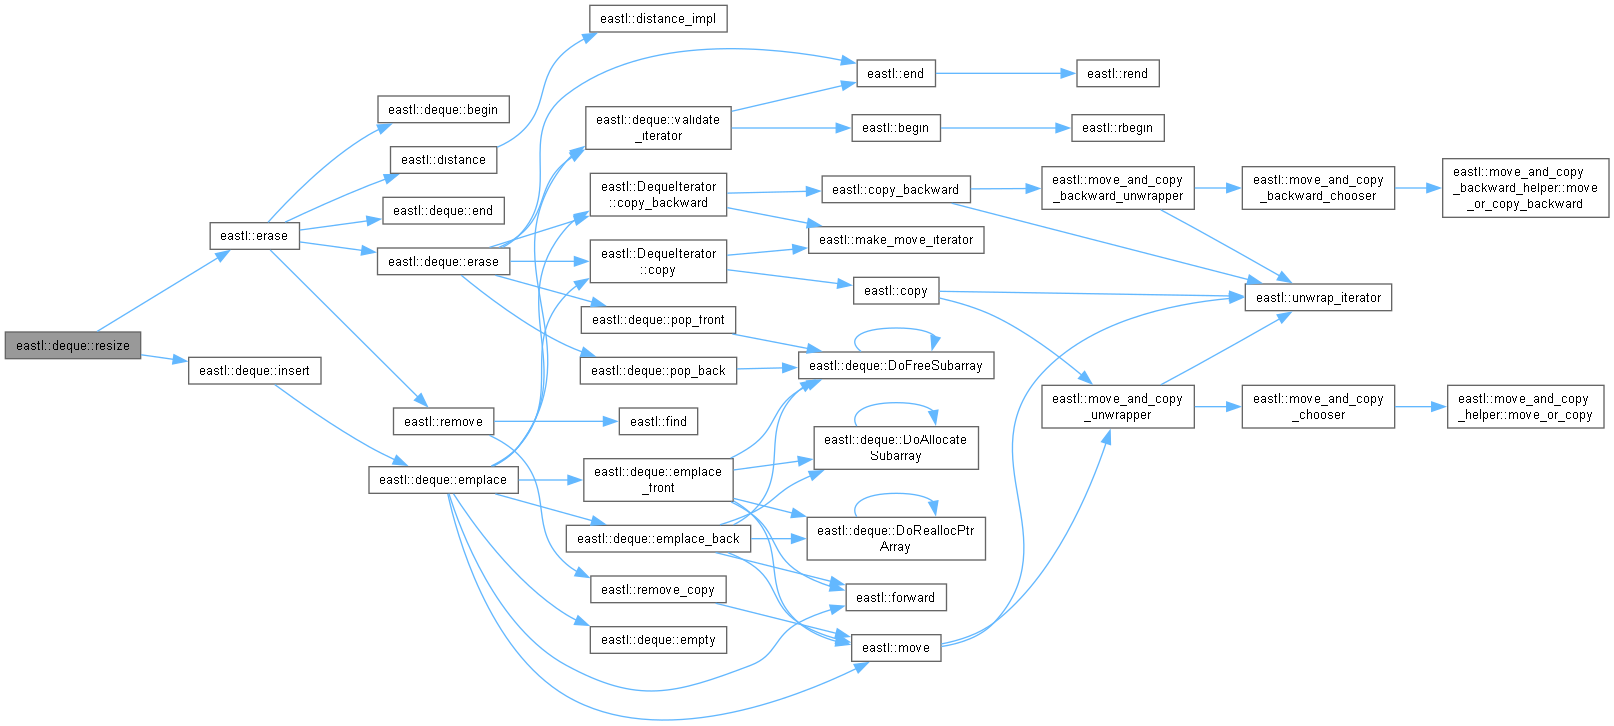 eastl::distance_impl
eastl::end
eastl::rend
eastl::deque::begin
eastl::deque::validate
_iterator
eastl::begin
eastl::rbegin
eastl::distance
eastl::DequeIterator
::copy_backward
eastl::copy_backward
eastl::move_and_copy
_backward_unwrapper
eastl::move_and_copy
_backward_chooser
eastl::move_and_copy
_backward_helper::move
_or_copy_backward
eastl::deque::end
eastl::erase
eastl::make_move_iterator
eastl::deque::erase
eastl::DequeIterator
::copy
eastl::copy
eastl::unwrap_iterator
eastl::deque::pop_front
eastl::deque::resize
eastl::deque::insert
eastl::deque::pop_back
eastl::deque::DoFreeSubarray
eastl::remove
eastl::find
eastl::move_and_copy
_unwrapper
eastl::move_and_copy
_chooser
eastl::move_and_copy
_helper::move_or_copy
eastl::deque::DoAllocate
Subarray
eastl::deque::emplace
eastl::deque::emplace
_front
eastl::deque::emplace_back
eastl::deque::DoReallocPtr
Array
eastl::remove_copy
eastl::forward
eastl::deque::empty
eastl::move